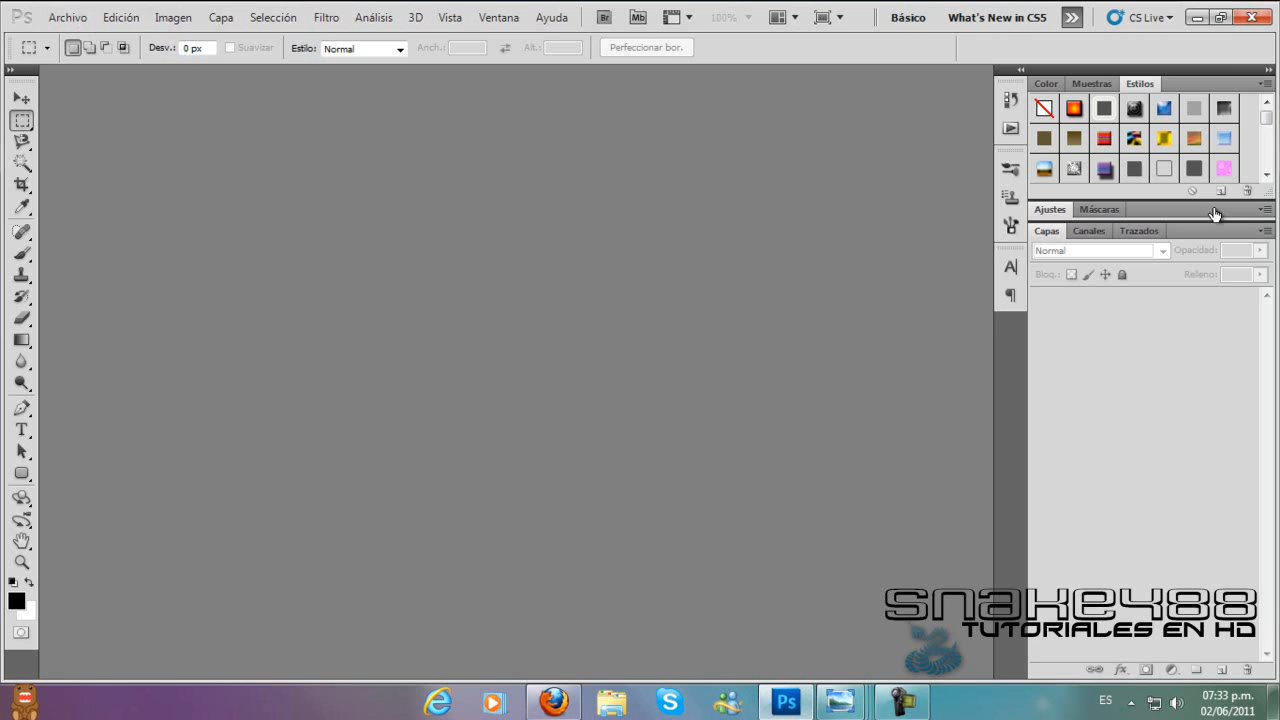 Ps Archivo Edición Imagen Capa Selección Filtro Análisis 3D Vista Ventana Ayuda Br Mb 100% Básico What's New in CS5 CS Live
Desv.: 0 px Suavizar Estilo: Normal Anch.: Alt.: Perfeccionar bor.
Color Muestras Estilos
Ajustes Máscaras
Capas Canales Trazados
Normal Opacidad:
Bloq.: Relleno:
snakey88
TUTORIALES EN HD
Ps
ES
07:33 p.m.
02/06/2011